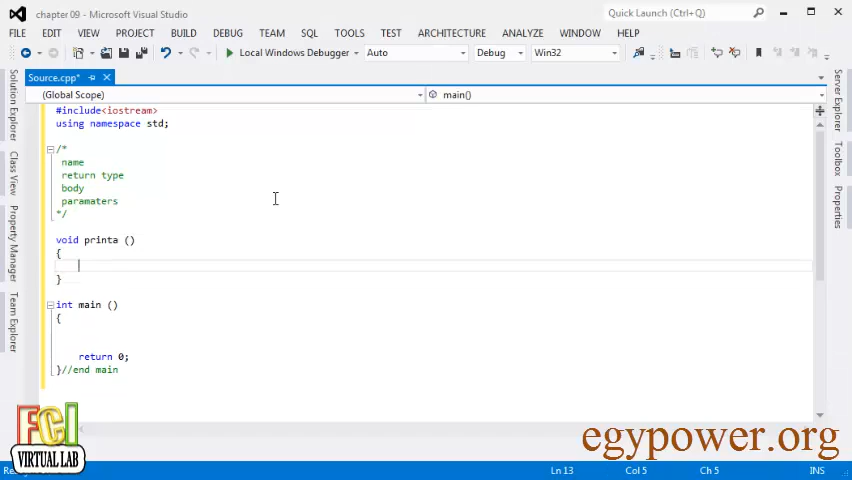 chapter 09 - Microsoft Visual Studio
Quick Launch (Ctrl+Q)
FILE EDIT VIEW PROJECT BUILD DEBUG TEAM SQL TOOLS TEST ARCHITECTURE ANALYZE WINDOW HELP
Local Windows Debugger Auto Debug Win32
Source.cpp*
(Global Scope) main()
#include<iostream>
using namespace std;
/*
name
return type
body
paramaters
*/
void printa ()
{
}
int main ()
{
return 0;
}//end main
Solution Explorer
Class View
Property Manager
Team Explorer
Server Explorer
Toolbox
Properties
FCI
VIRTUAL LAB
egypower.org
Ln 13 Col 5 Ch 5 INS